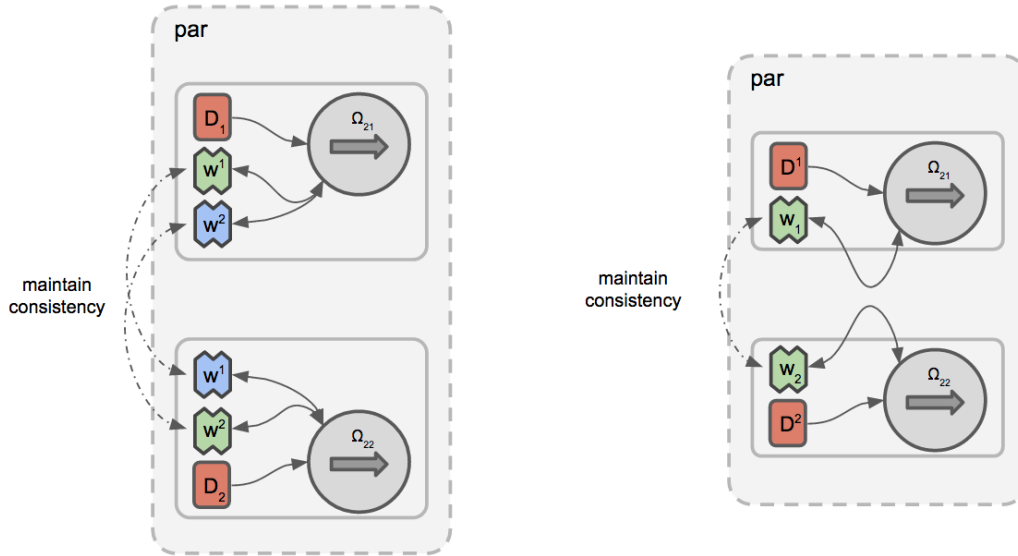 par
D₁
Ω₂₁
w¹
w²
maintain
consistency
w¹
w²
Ω₂₂
D₂
par
D¹
Ω₂₁
w₁
maintain
consistency
w₂
Ω₂₂
D²